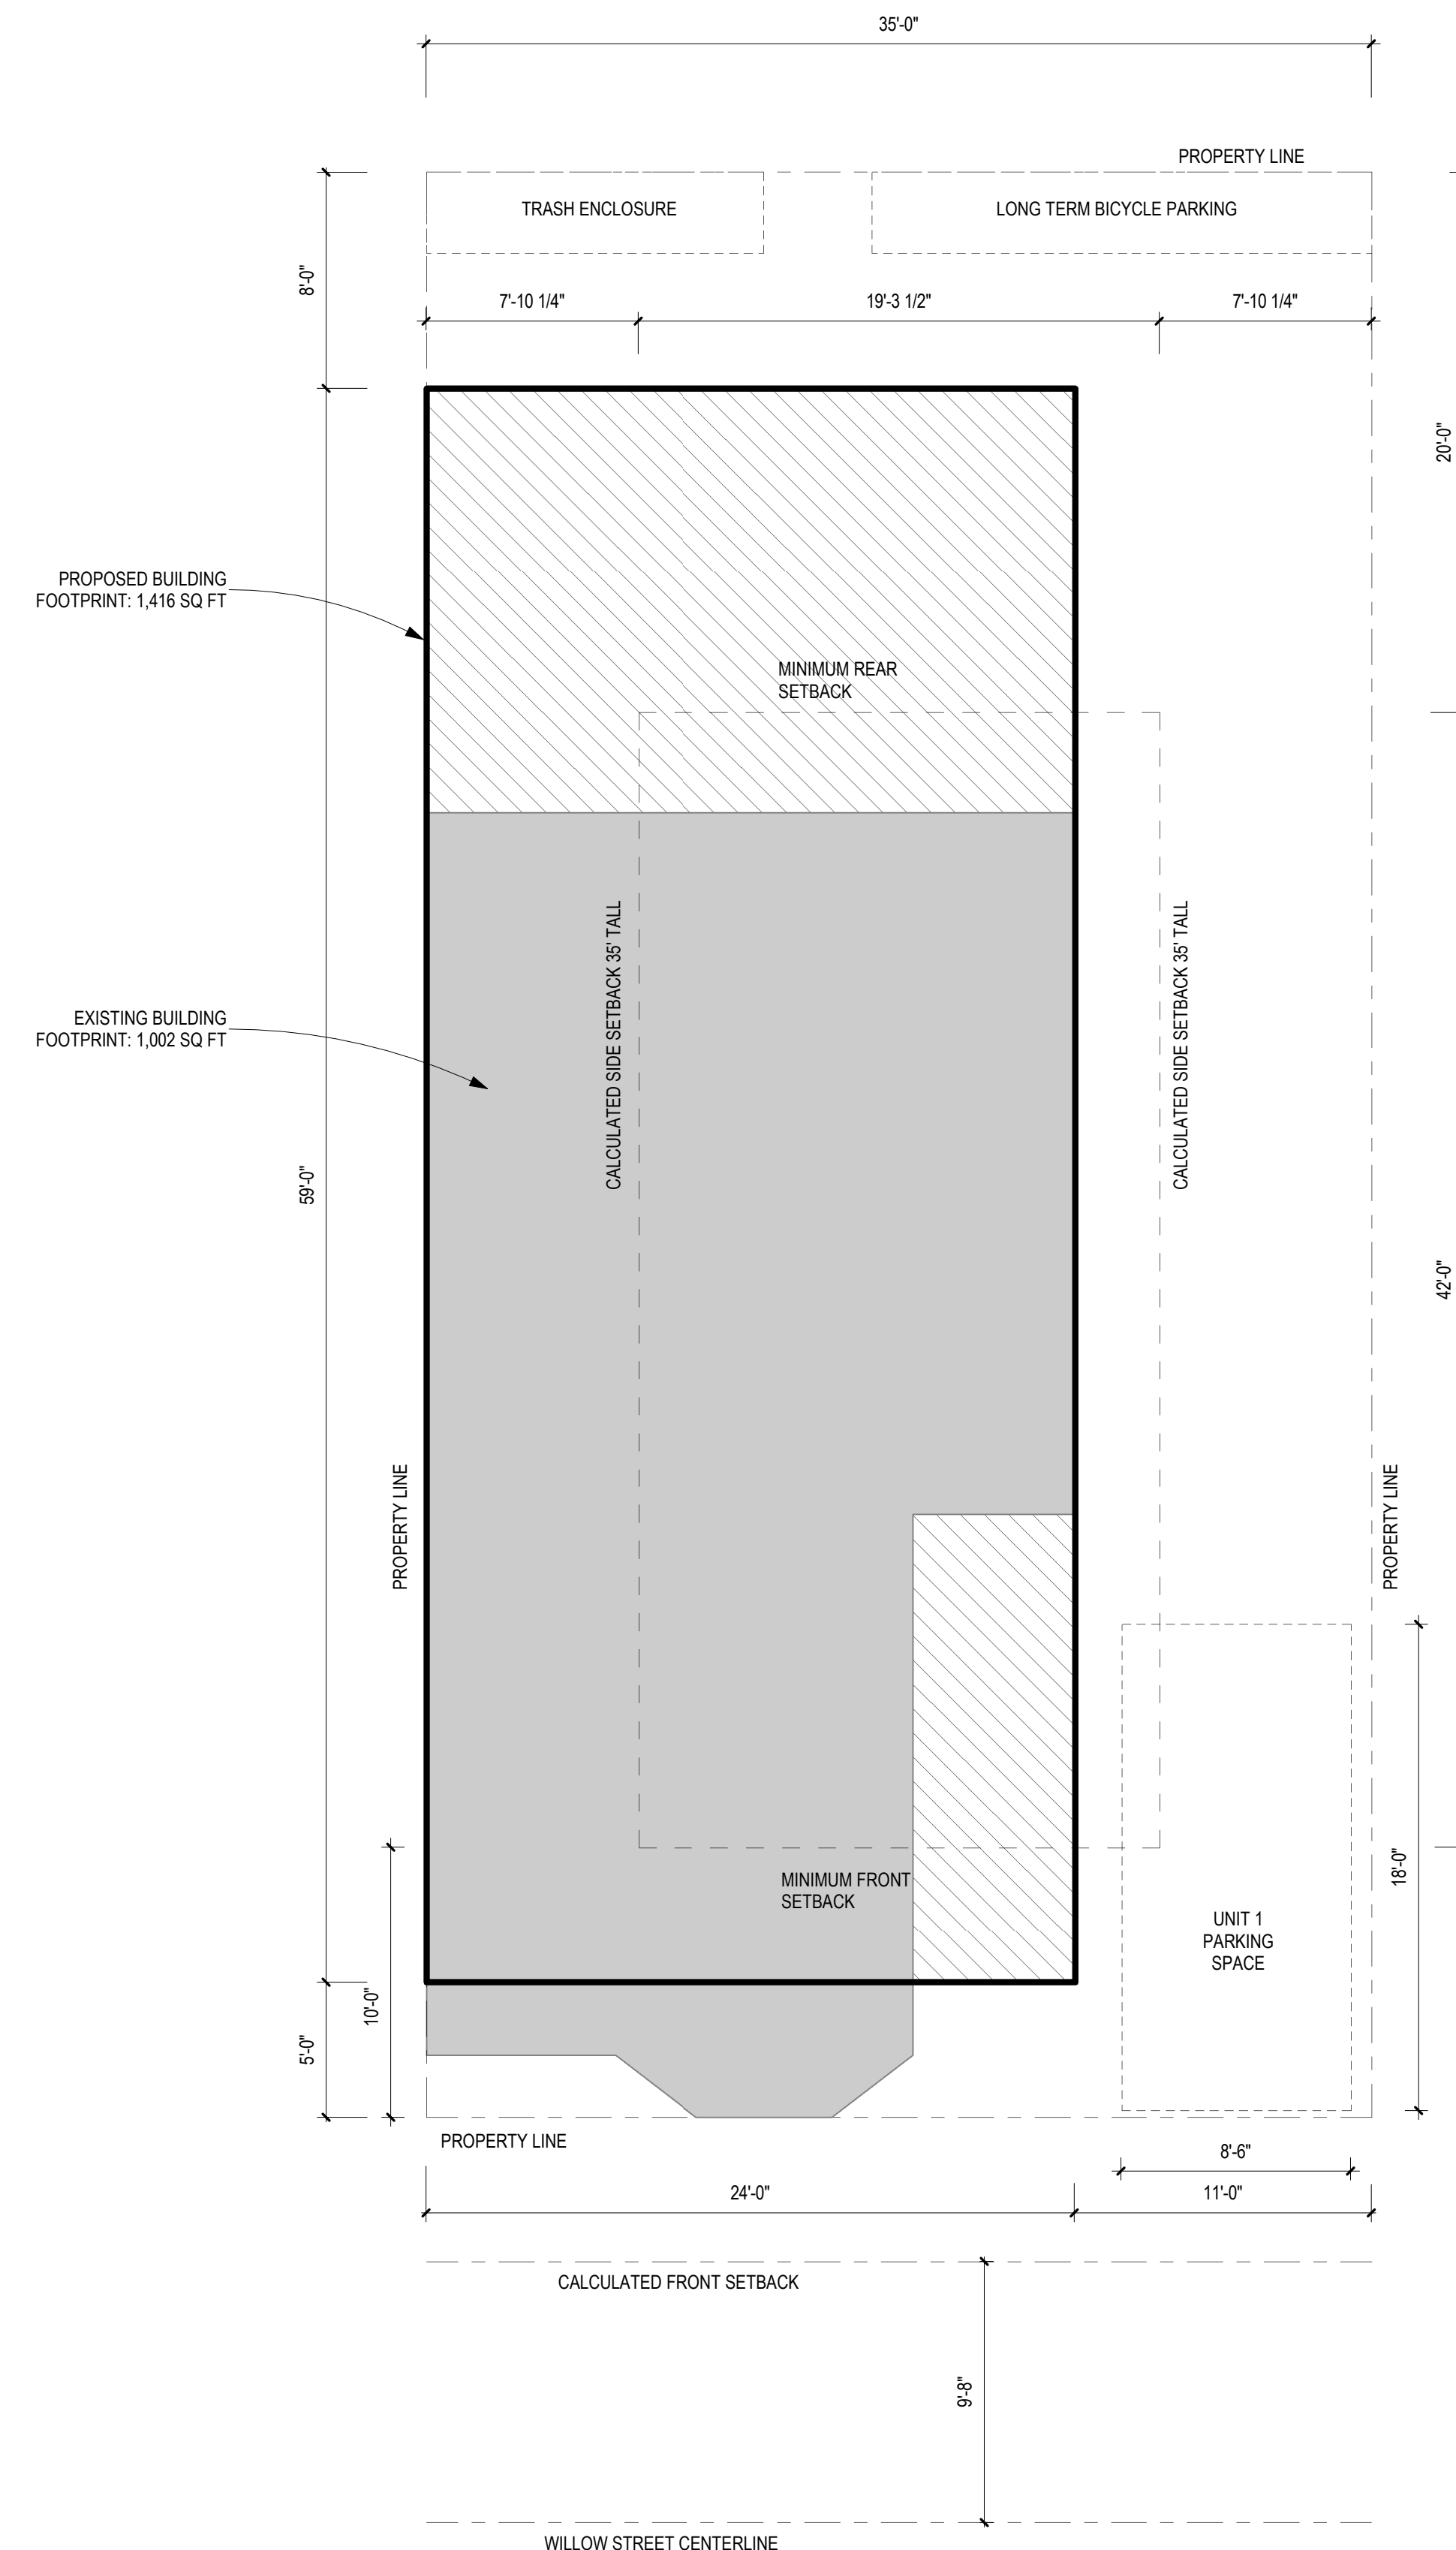 35'-0"
PROPERTY LINE
TRASH ENCLOSURE
LONG TERM BICYCLE PARKING
8'-0"
7'-10 1/4"
19'-3 1/2"
7'-10 1/4"
20'-0"
PROPOSED BUILDING
FOOTPRINT: 1,416 SQ FT
MINIMUM REAR
SETBACK
CALCULATED SIDE SETBACK 35' TALL
CALCULATED SIDE SETBACK 35' TALL
EXISTING BUILDING
FOOTPRINT: 1,002 SQ FT
59'-0"
42'-0"
PROPERTY LINE
PROPERTY LINE
18'-0"
MINIMUM FRONT
SETBACK
UNIT 1
PARKING
SPACE
10'-0"
5'-0"
PROPERTY LINE
8'-6"
24'-0"
11'-0"
CALCULATED FRONT SETBACK
9'-8"
WILLOW STREET CENTERLINE